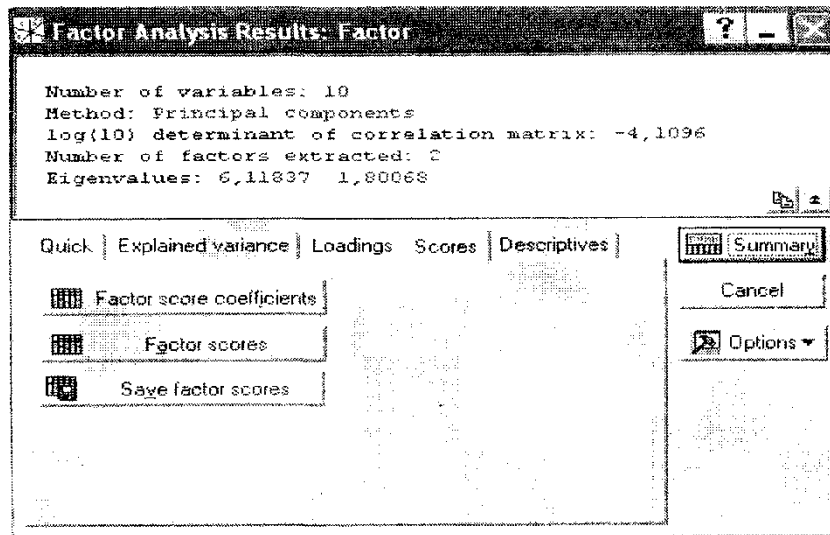 Factor Analysis Results: Factor
Number of variables: 10
Method: Principal components
log(10) determinant of correlation matrix: -4,1096
Number of factors extracted: 2
Eigenvalues: 6,11837 1,80068
Quick Explained variance Loadings Scores Descriptives
Summary
Factor score coefficients
Cancel
Factor scores
Options
Save factor scores